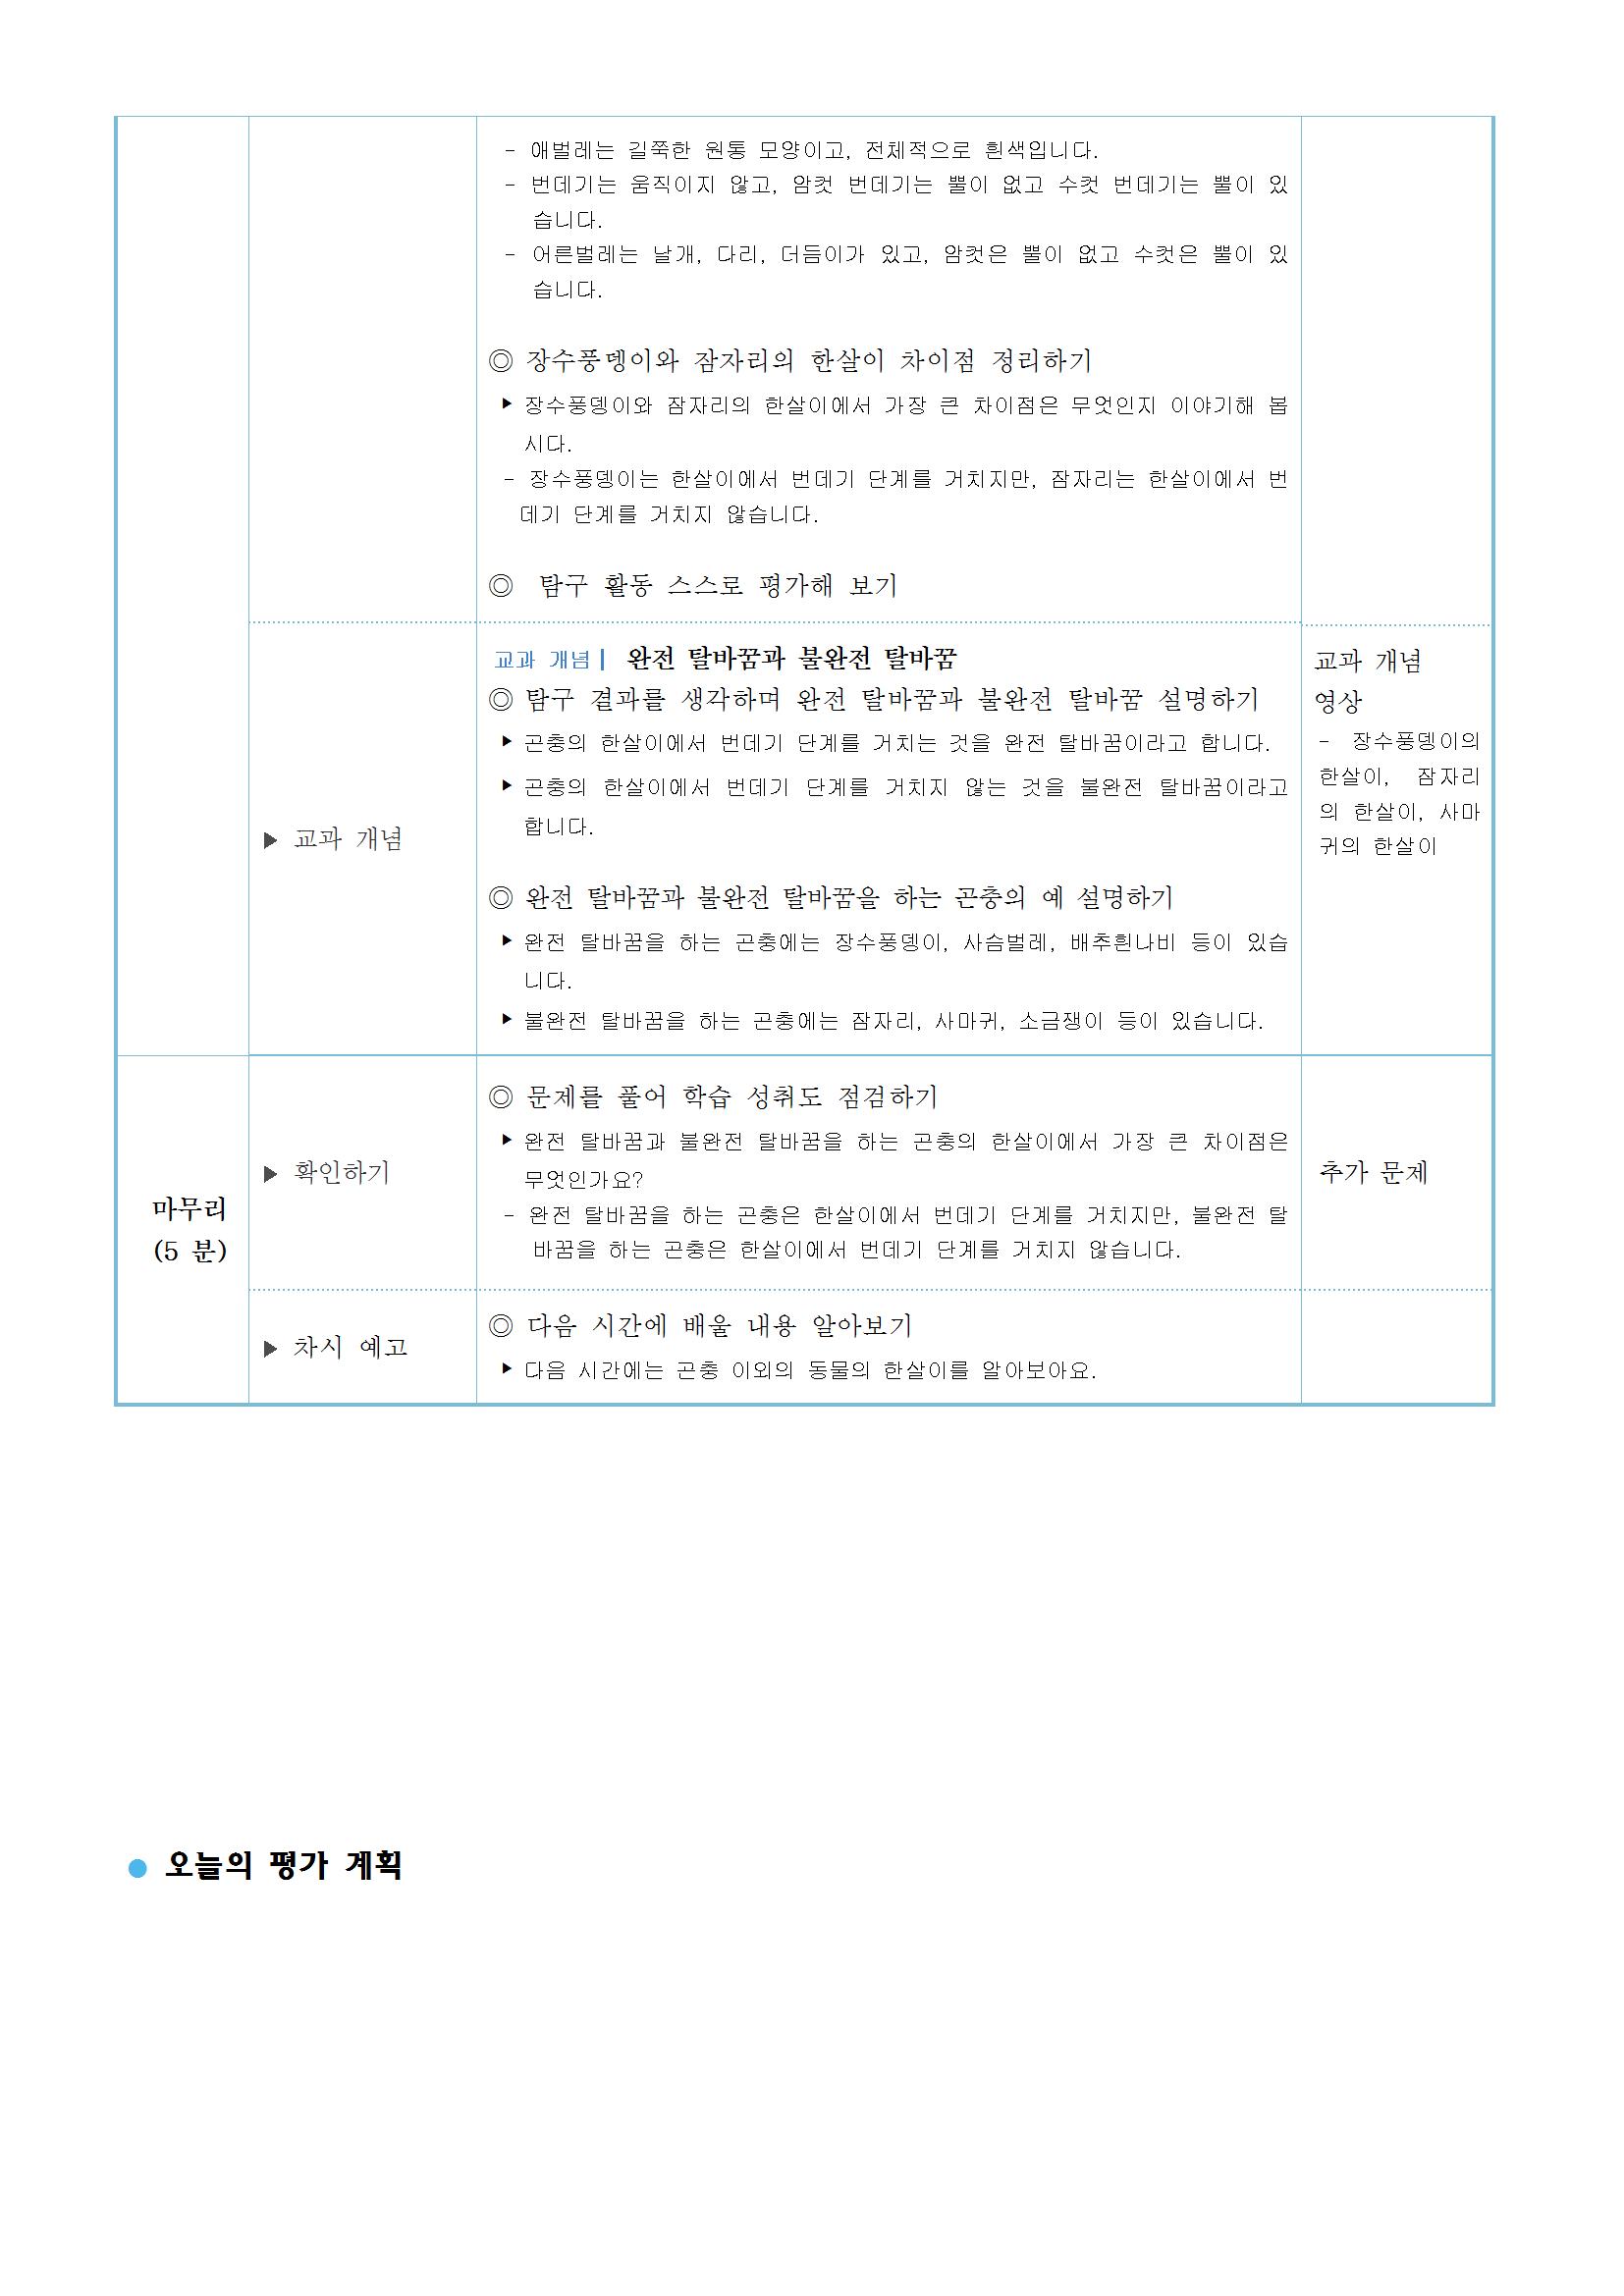 - 애벌레는 길쭉한 원통 모양이고, 전체적으로 흰색입니다.
- 번데기는 움직이지 않고, 암컷 번데기는 뿔이 없고 수컷 번데기는 뿔이 있
습니다.
- 어른벌레는 날개, 다리, 더듬이가 있고, 암컷은 뿔이 없고 수컷은 뿔이 있
습니다.
◎ 장수풍뎅이와 잠자리의 한살이 차이점 정리하기
▶ 장수풍뎅이와 잠자리의 한살이에서 가장 큰 차이점은 무엇인지 이야기해 봅
시다.
- 장수풍뎅이는 한살이에서 번데기 단계를 거치지만, 잠자리는 한살이에서 번
데기 단계를 거치지 않습니다.
◎ 탐구 활동 스스로 평가해 보기
▶ 교과 개념
교과 개념 | 완전 탈바꿈과 불완전 탈바꿈
◎ 탐구 결과를 생각하며 완전 탈바꿈과 불완전 탈바꿈 설명하기
▶ 곤충의 한살이에서 번데기 단계를 거치는 것을 완전 탈바꿈이라고 합니다.
▶ 곤충의 한살이에서 번데기 단계를 거치지 않는 것을 불완전 탈바꿈이라고
합니다.
◎ 완전 탈바꿈과 불완전 탈바꿈을 하는 곤충의 예 설명하기
▶ 완전 탈바꿈을 하는 곤충에는 장수풍뎅이, 사슴벌레, 배추흰나비 등이 있습
니다.
▶ 불완전 탈바꿈을 하는 곤충에는 잠자리, 사마귀, 소금쟁이 등이 있습니다.
교과 개념
영상
- 장수풍뎅이의
한살이, 잠자리
의 한살이, 사마
귀의 한살이
마무리
(5 분)
▶ 확인하기
◎ 문제를 풀어 학습 성취도 점검하기
▶ 완전 탈바꿈과 불완전 탈바꿈을 하는 곤충의 한살이에서 가장 큰 차이점은
무엇인가요?
- 완전 탈바꿈을 하는 곤충은 한살이에서 번데기 단계를 거치지만, 불완전 탈
바꿈을 하는 곤충은 한살이에서 번데기 단계를 거치지 않습니다.
추가 문제
▶ 차시 예고
◎ 다음 시간에 배울 내용 알아보기
▶ 다음 시간에는 곤충 이외의 동물의 한살이를 알아보아요.
● 오늘의 평가 계획